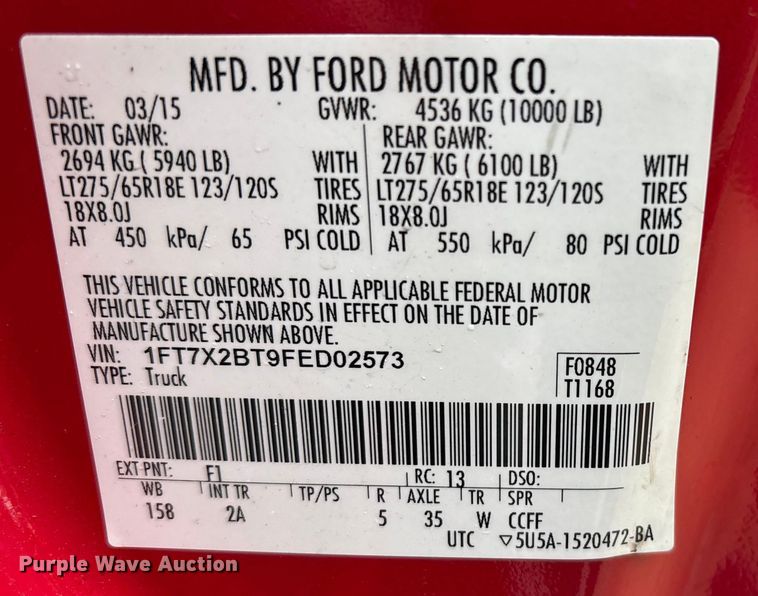 MFD. BY FORD MOTOR CO.
DATE: 03/15 GVWR: 4536 KG (10000 LB)
FRONT GAWR: REAR GAWR:
2694 KG ( 5940 LB) WITH 2767 KG ( 6100 LB) WITH
LT275/65R18E 123/120S TIRES LT275/65R18E 123/120S TIRES
18X8.0J RIMS 18X8.0J RIMS
AT 450 kPa/ 65 PSI COLD AT 550 kPa/ 80 PSI COLD
THIS VEHICLE CONFORMS TO ALL APPLICABLE FEDERAL MOTOR
VEHICLE SAFETY STANDARDS IN EFFECT ON THE DATE OF
MANUFACTURE SHOWN ABOVE.
VIN: 1FT7X2BT9FED02573 F0848
TYPE: Truck T1168
EXT PNT: F1 RC: 13 DSO:
WB INT TR TP/PS R AXLE TR SPR
158 2A 5 35 W CCFF
UTC ▽5U5A-1520472-BA
Purple Wave Auction